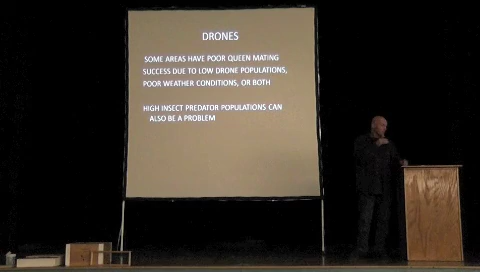 DRONES
SOME AREAS HAVE POOR QUEEN MATING
SUCCESS DUE TO LOW DRONE POPULATIONS,
POOR WEATHER CONDITIONS, OR BOTH
HIGH INSECT PREDATOR POPULATIONS CAN
ALSO BE A PROBLEM